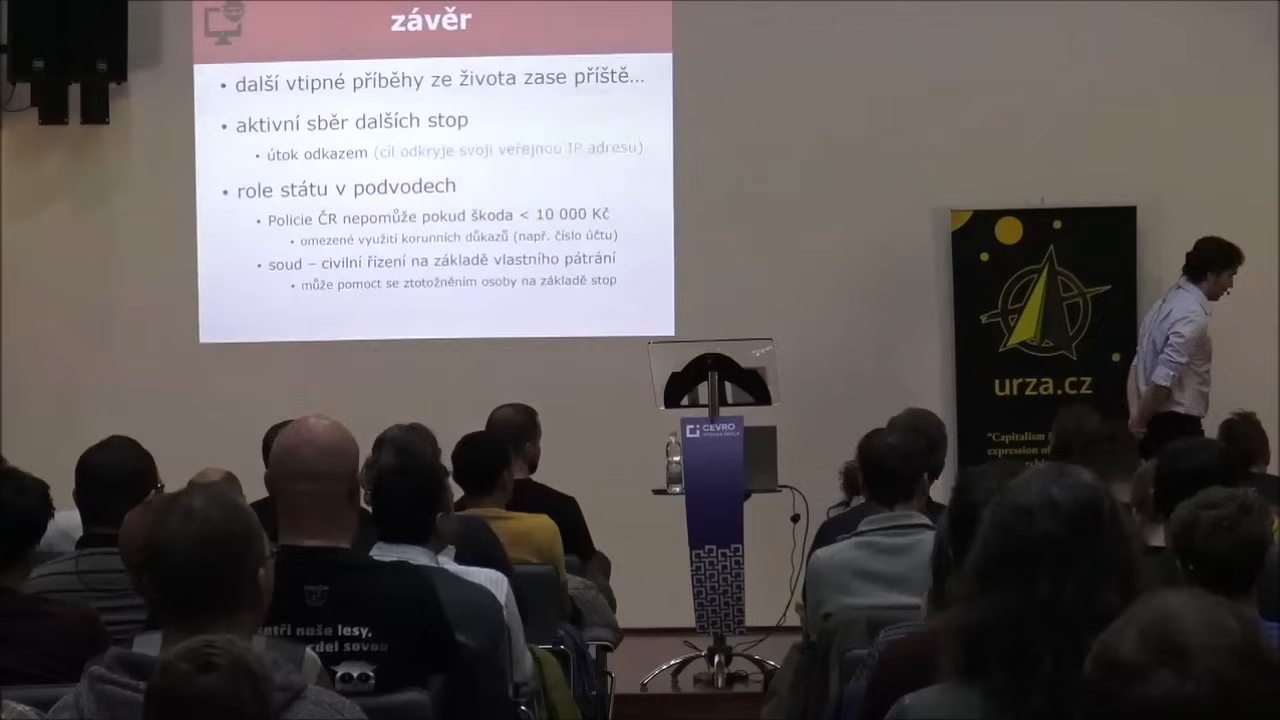 závěr
• další vtipné příběhy ze života zase příště...
• aktivní sběr dalších stop
• útok odkazem (cíl odkryje svoji veřejnou IP adresu)
• role státu v podvodech
• Policie ČR nepomůže pokud škoda < 10 000 Kč
• omezené využití korunních důkazů (např. číslo účtu)
• soud – civilní řízení na základě vlastního pátrání
• může pomoct se ztotožněním osoby na základě stop
urza.cz
"Capitalism
expression of
CEVRO
VYSOKÁ ŠKOLA
naše lesy,
sovou